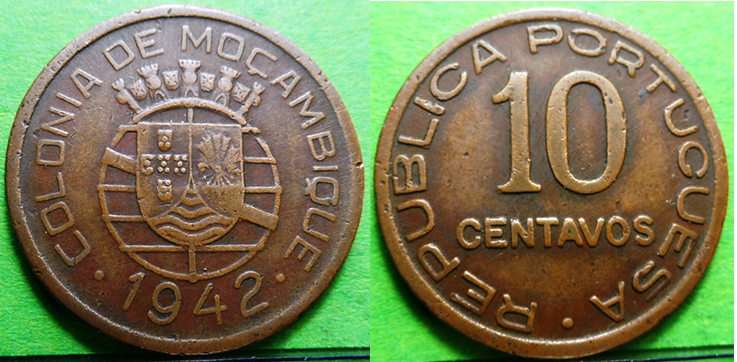 COLONIA DE MOÇAMBIQUE
· 1942 ·
REPUBLICA PORTUGUESA ·
10
CENTAVOS